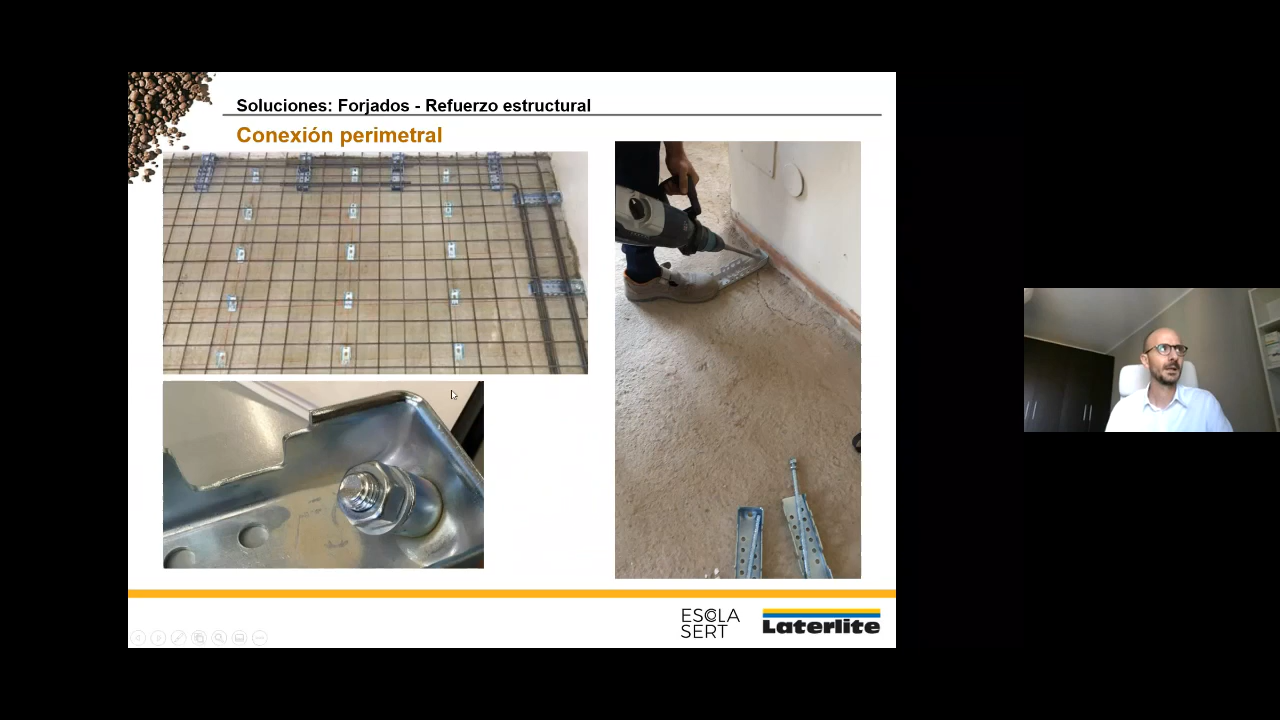 Soluciones: Forjados - Refuerzo estructural
Conexión perimetral
ESCOLA
SERT
Laterlite